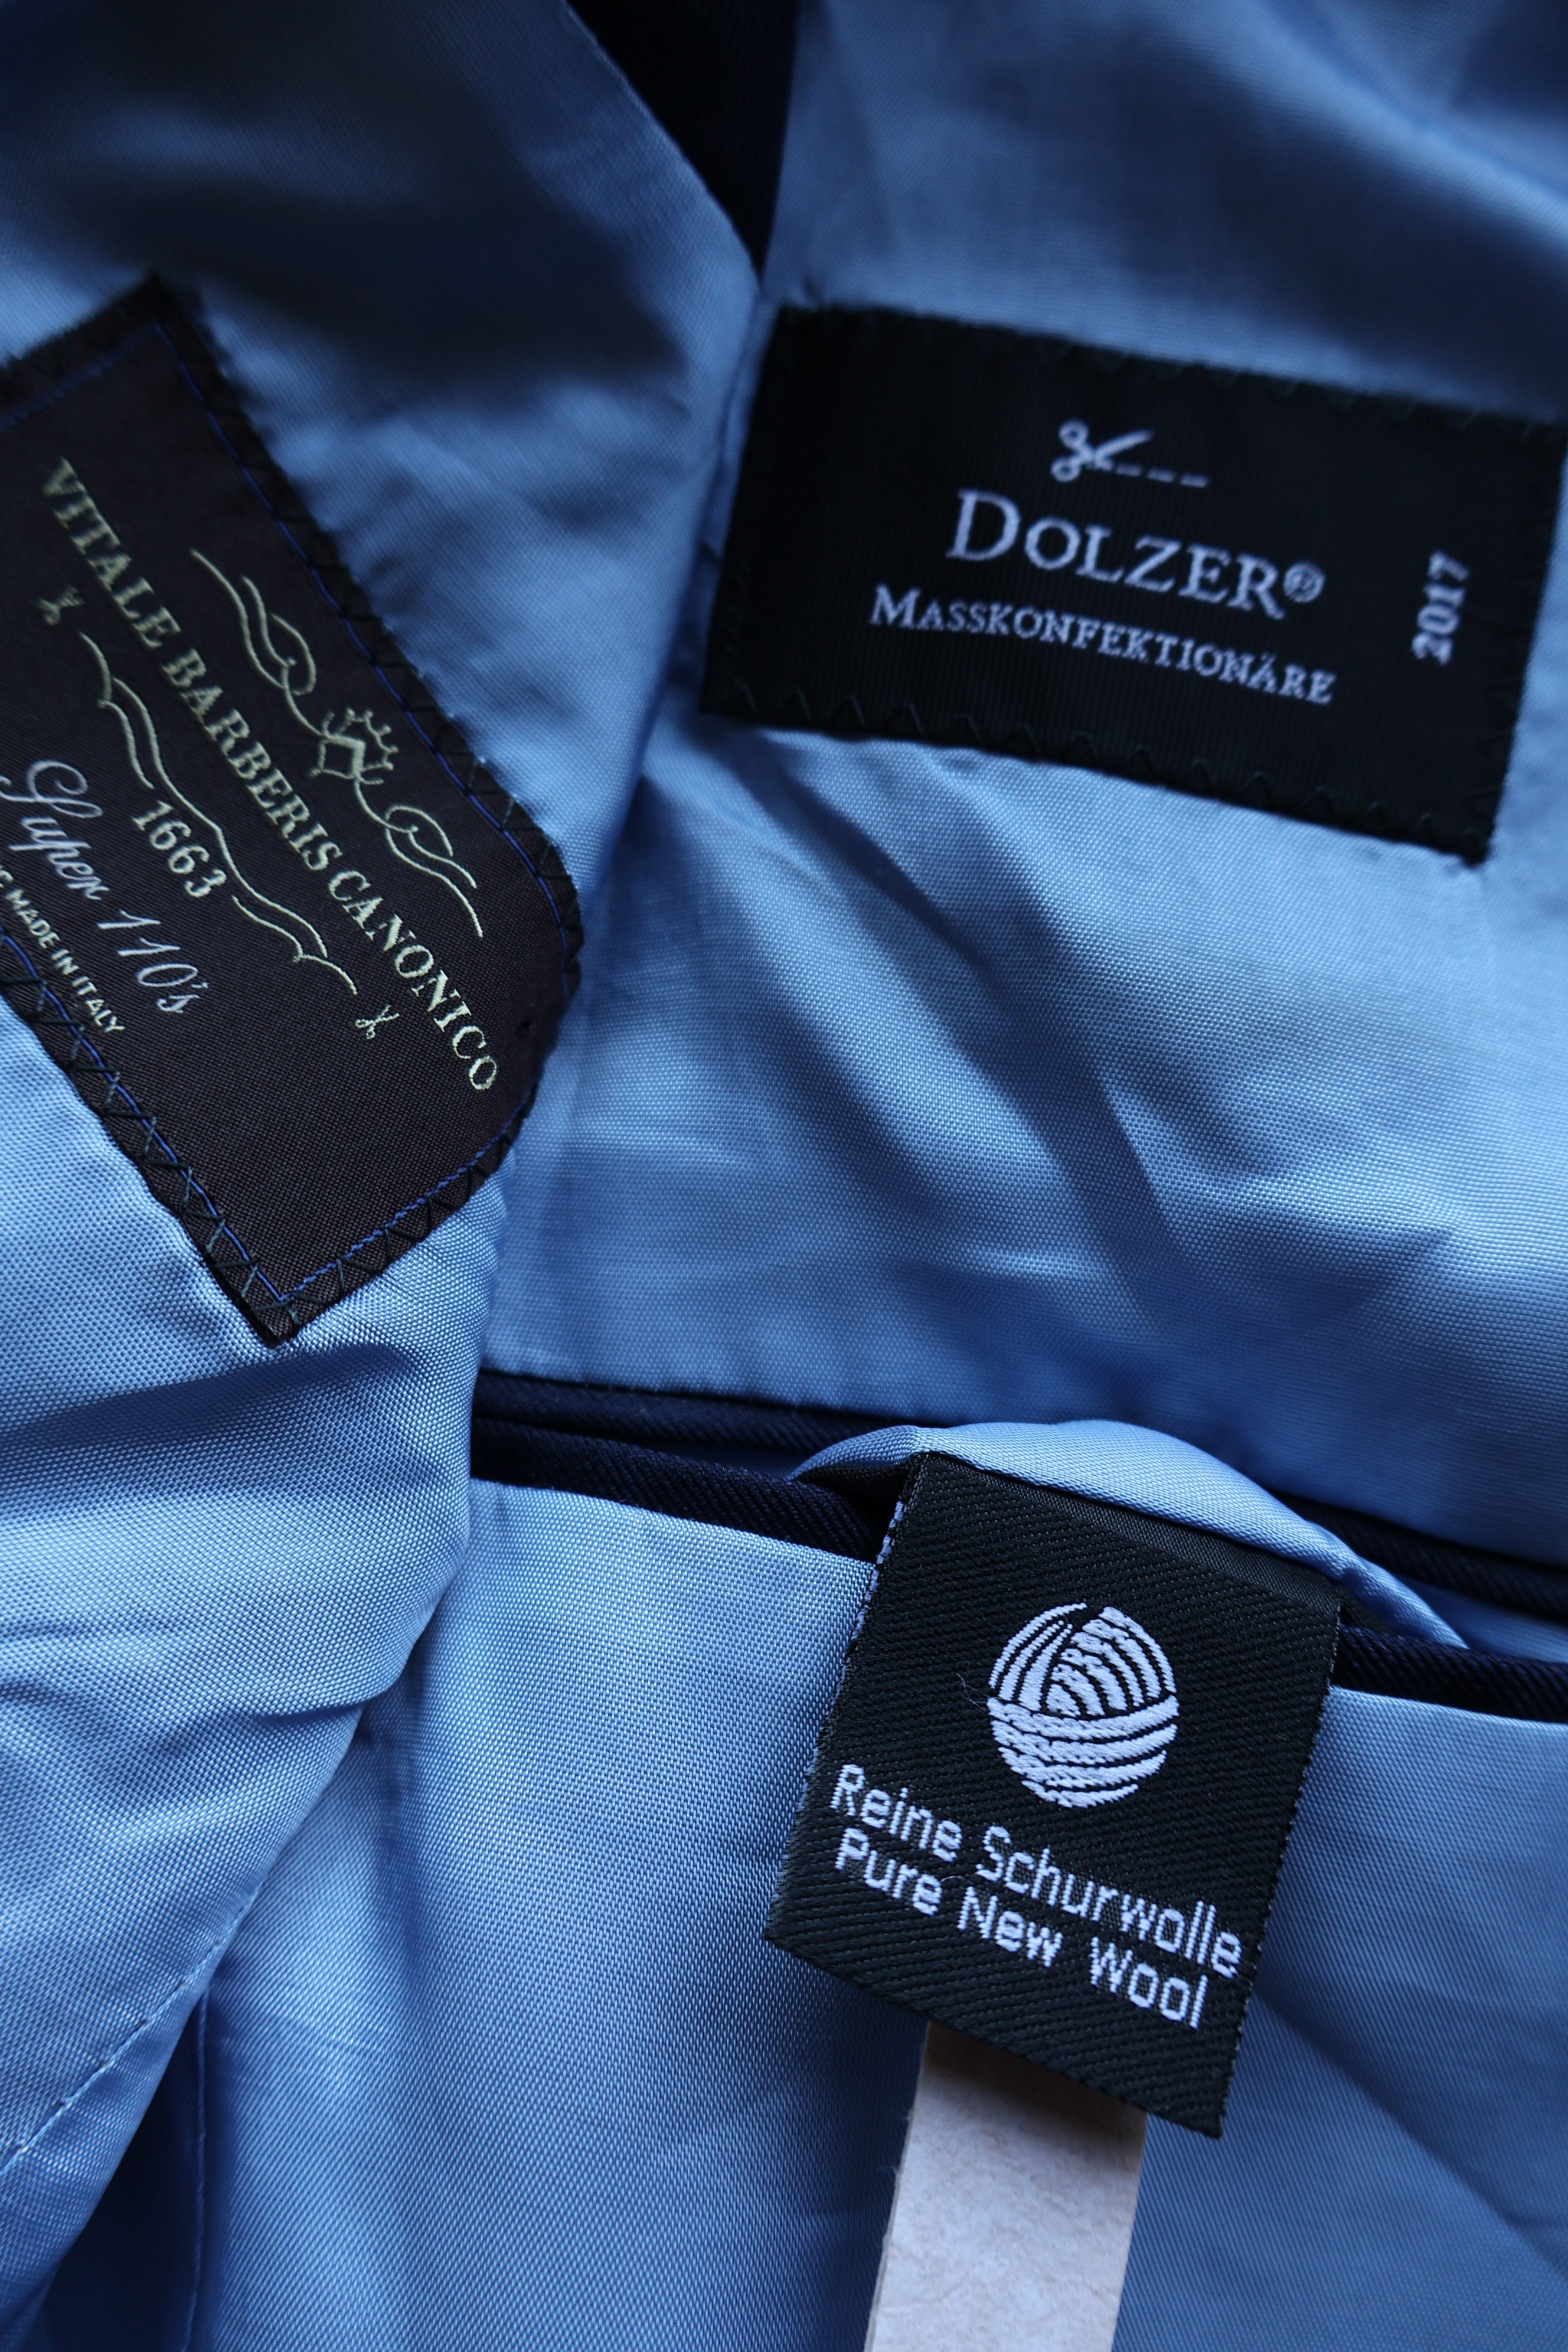 VITALE BARBERIS CANONICO
1663
Super 110's
MADE IN ITALY
DOLZER®
MASSKONFEKTIONÄRE
2017
Reine Schurwolle
Pure New Wool